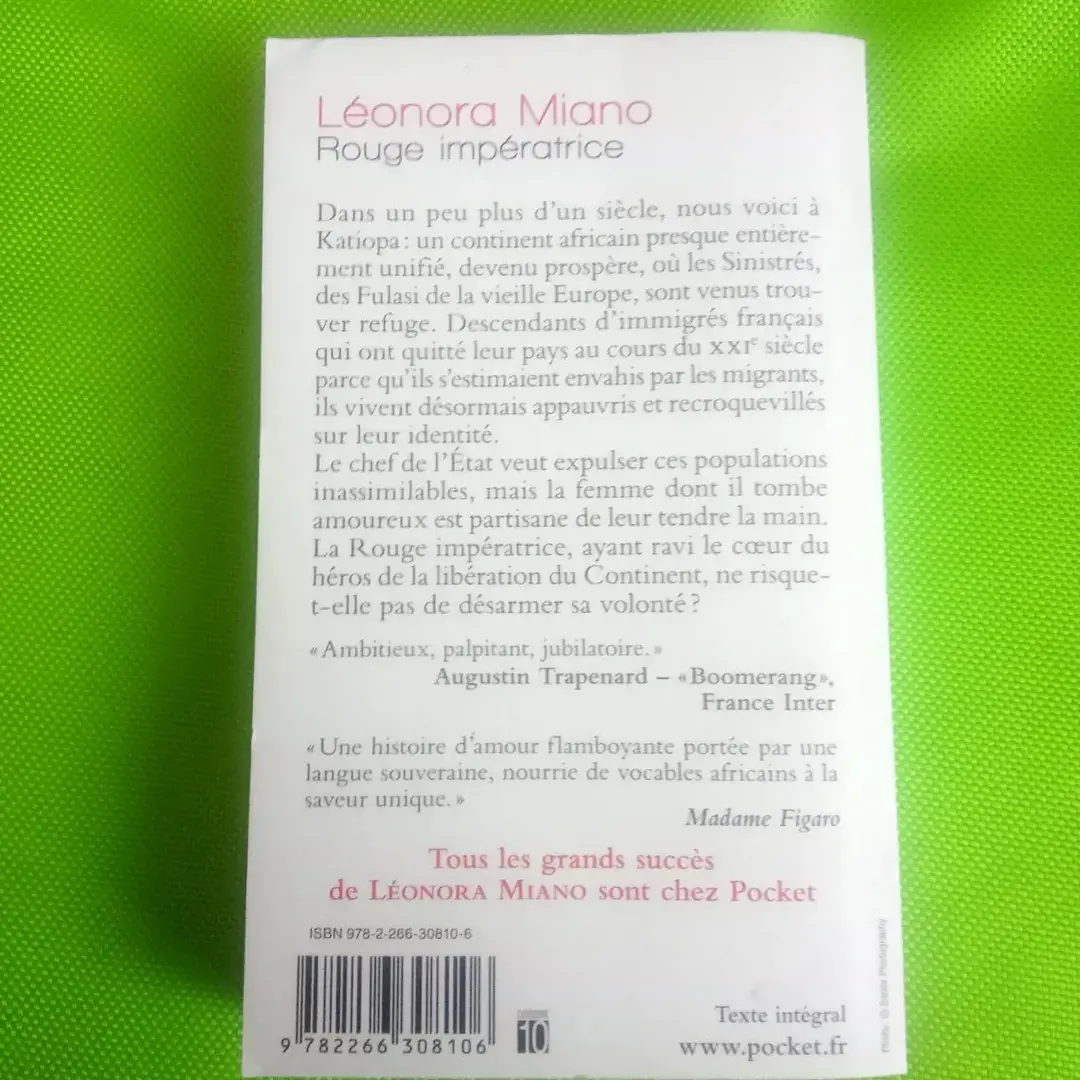 Léonora Miano
Rouge impératrice
Dans un peu plus d'un siècle, nous voici à
Katiopa : un continent africain presque entière-
ment unifié, devenu prospère, où les Sinistrés,
des Fulasi de la vieille Europe, sont venus trou-
ver refuge. Descendants d'immigrés français
qui ont quitté leur pays au cours du XXIe siècle
parce qu'ils s'estimaient envahis par les migrants,
ils vivent désormais appauvris et recroquevillés
sur leur identité.
Le chef de l'État veut expulser ces populations
inassimilables, mais la femme dont il tombe
amoureux est partisane de leur tendre la main.
La Rouge impératrice, ayant ravi le cœur du
héros de la libération du Continent, ne risque-
t-elle pas de désarmer sa volonté ?
« Ambitieux, palpitant, jubilatoire. »
Augustin Trapenard – « Boomerang »,
France Inter
« Une histoire d'amour flamboyante portée par une
langue souveraine, nourrie de vocables africains à la
saveur unique. »
Madame Figaro
Tous les grands succès
de LÉONORA MIANO sont chez Pocket
ISBN 978-2-266-30810-6
9 782266 308106
10
Texte intégral
www.pocket.fr
Photography